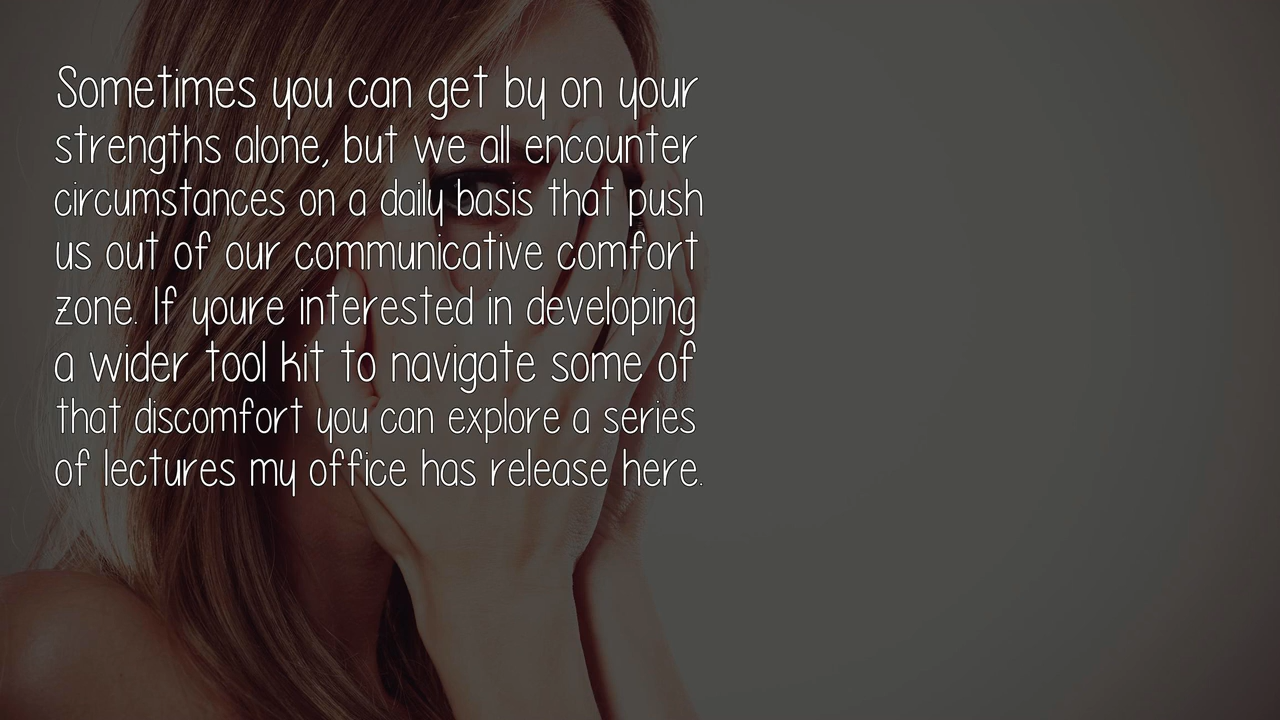 Sometimes you can get by on your
strengths alone, but we all encounter
circumstances on a daily basis that push
us out of our communicative comfort
zone. If youre interested in developing
a wider tool kit to navigate some of
that discomfort you can explore a series
of lectures my office has release here.